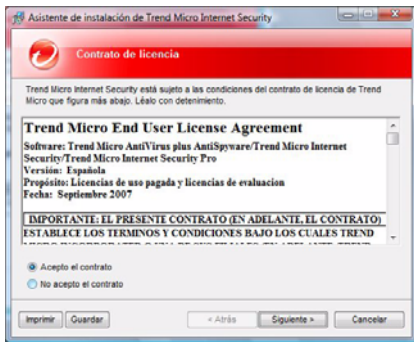 Asistente de instalación de Trend Micro Internet Security
Contrato de licencia
Trend Micro Internet Security está sujeto a las condiciones del contrato de licencia de Trend
Micro que figura más abajo. Léalo con detenimiento.
Trend Micro End User License Agreement
Software: Trend Micro AntiVirus plus AntiSpyware/Trend Micro Internet
Security/Trend Micro Internet Security Pro
Versión: Española
Propósito: Licencias de uso pagada y licencias de evaluacion
Fecha: Septiembre 2007
IMPORTANTE: EL PRESENTE CONTRATO (EN ADELANTE, EL CONTRATO)
ESTABLECE LOS TERMINOS Y CONDICIONES BAJO LOS CUALES TREND
Acepto el contrato
No acepto el contrato
Imprimir
Guardar
< Atrás
Siguiente >
Cancelar